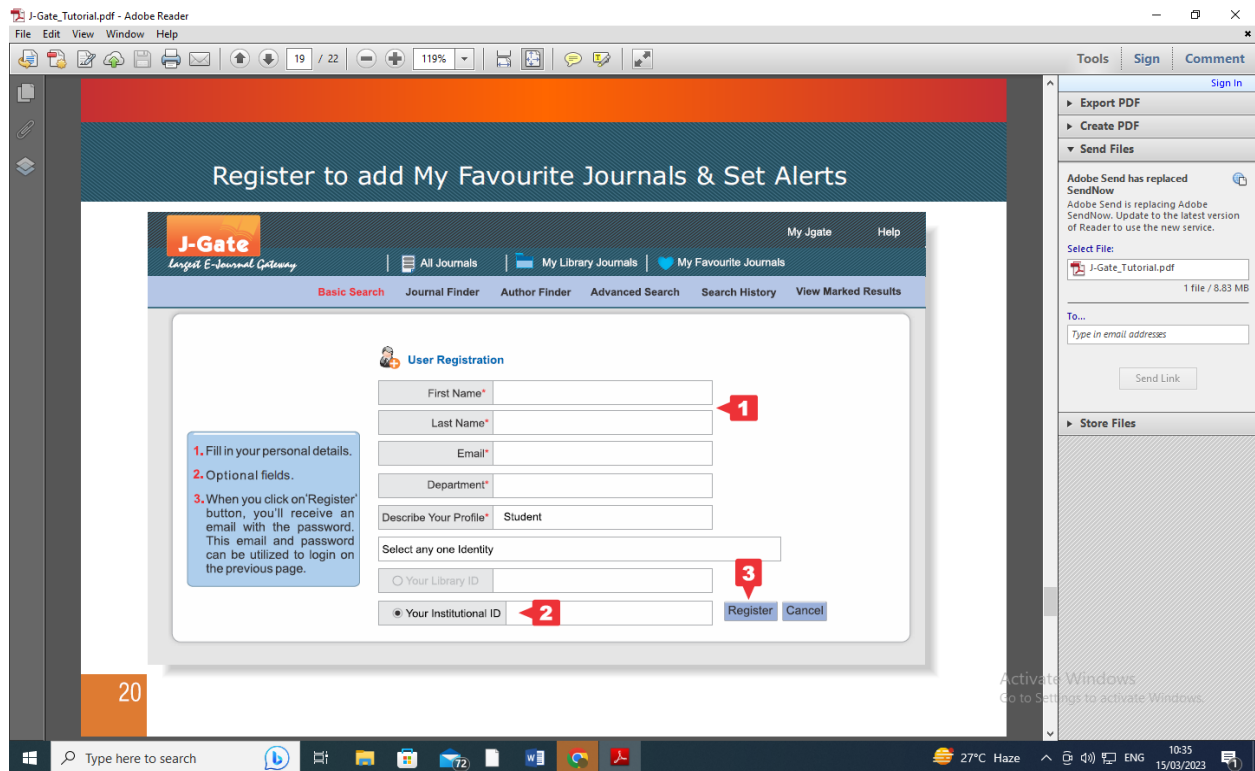 J-Gate_Tutorial.pdf - Adobe Reader
File Edit View Window Help
19 / 22 119%
Tools Sign Comment
Sign In
Export PDF
Create PDF
Send Files
Adobe Send has replaced
SendNow
Adobe Send is replacing Adobe
SendNow. Update to the latest version
of Reader to use the new service.
Select File:
J-Gate_Tutorial.pdf
1 file / 8.83 MB
To...
Type in email addresses
Send Link
Store Files
Register to add My Favourite Journals & Set Alerts
J-Gate
Largest E-Journal Gateway
My Jgate Help
All Journals My Library Journals My Favourite Journals
Basic Search Journal Finder Author Finder Advanced Search Search History View Marked Results
User Registration
First Name*
1
Last Name*
Email*
Department*
Describe Your Profile* Student
Select any one Identity
Your Library ID
3
Your Institutional ID 2 Register Cancel
1. Fill in your personal details.
2. Optional fields.
3. When you click on'Register'
button, you'll receive an
email with the password.
This email and password
can be utilized to login on
the previous page.
20
Activate Windows
Go to Settings to activate Windows.
Type here to search
72
27°C Haze ENG 10:35
15/03/2023
1